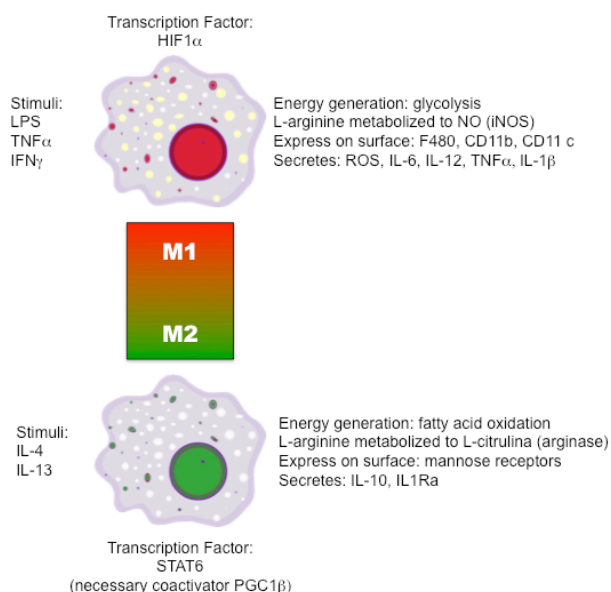 Transcription Factor:
HIF1α
Stimuli:
LPS
TNFα
IFNγ
Energy generation: glycolysis
L-arginine metabolized to NO (iNOS)
Express on surface: F480, CD11b, CD11 c
Secretes: ROS, IL-6, IL-12, TNFα, IL-1β
M1
M2
Stimuli:
IL-4
IL-13
Energy generation: fatty acid oxidation
L-arginine metabolized to L-citrulina (arginase)
Express on surface: mannose receptors
Secretes: IL-10, IL1Ra
Transcription Factor:
STAT6
(necessary coactivator PGC1β)